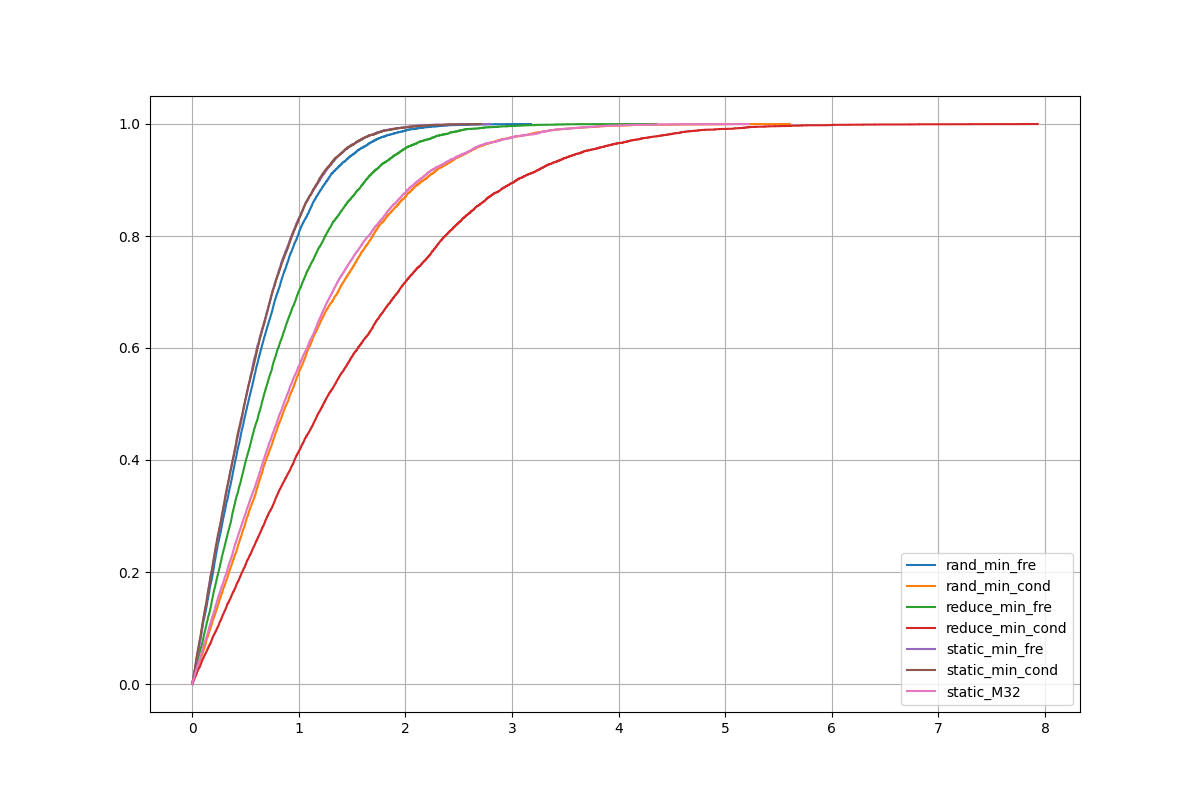 1.0
0.8
0.6
0.4
0.2
0.0
0 1 2 3 4 5 6 7 8
rand_min_fre
rand_min_cond
reduce_min_fre
reduce_min_cond
static_min_fre
static_min_cond
static_M32